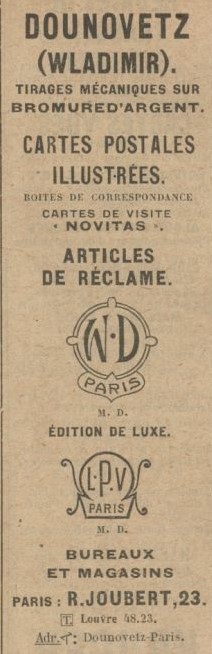 DOUNOVETZ
(WLADIMIR).
TIRAGES MÉCANIQUES SUR
BROMURE D'ARGENT.
CARTES POSTALES
ILLUSTRÉES.
BOITES DE CORRESPONDANCE
CARTES DE VISITE
« NOVITAS ».
ARTICLES
DE RÉCLAME.
W·D
PARIS
M. D.
ÉDITION DE LUXE.
L·P·V
PARIS
M. D.
BUREAUX
ET MAGASINS
PARIS : R. JOUBERT, 23.
T Louvre 48.23.
Adr. T : Dounovetz-Paris.